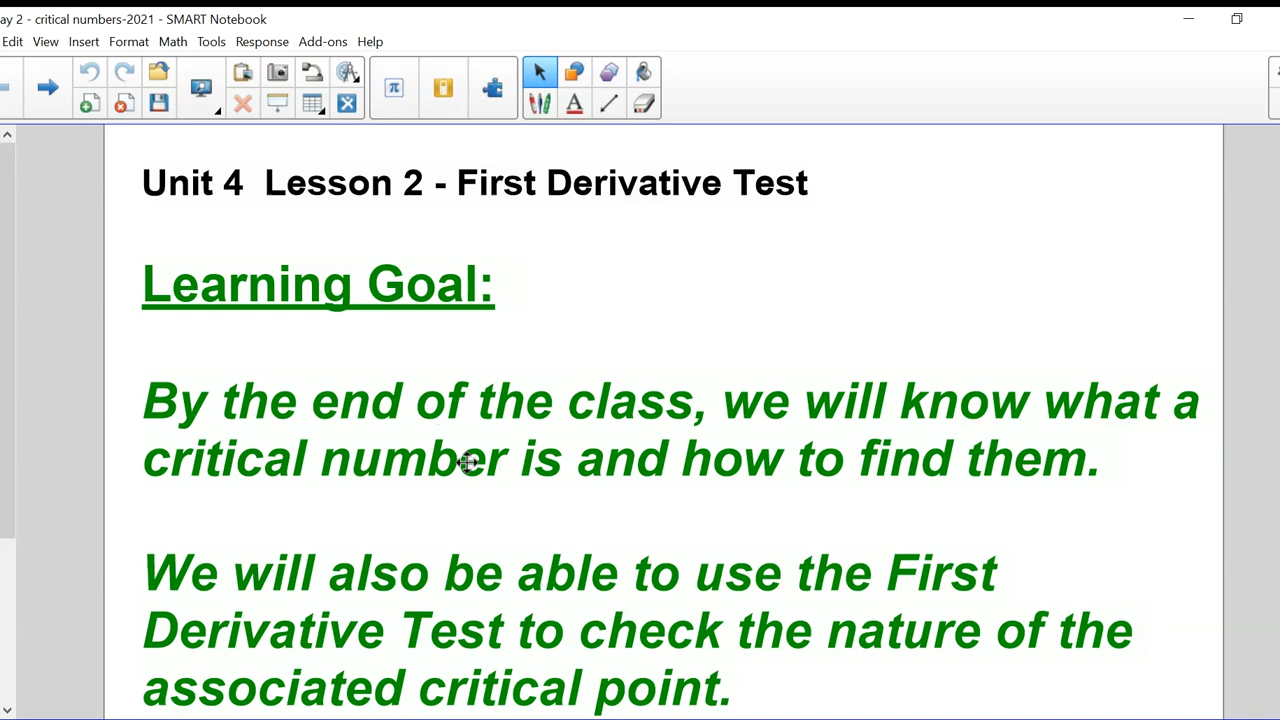 ay 2 - critical numbers-2021 - SMART Notebook
Edit View Insert Format Math Tools Response Add-ons Help
Unit 4 Lesson 2 - First Derivative Test
Learning Goal:
By the end of the class, we will know what a
critical number is and how to find them.
We will also be able to use the First
Derivative Test to check the nature of the
associated critical point.